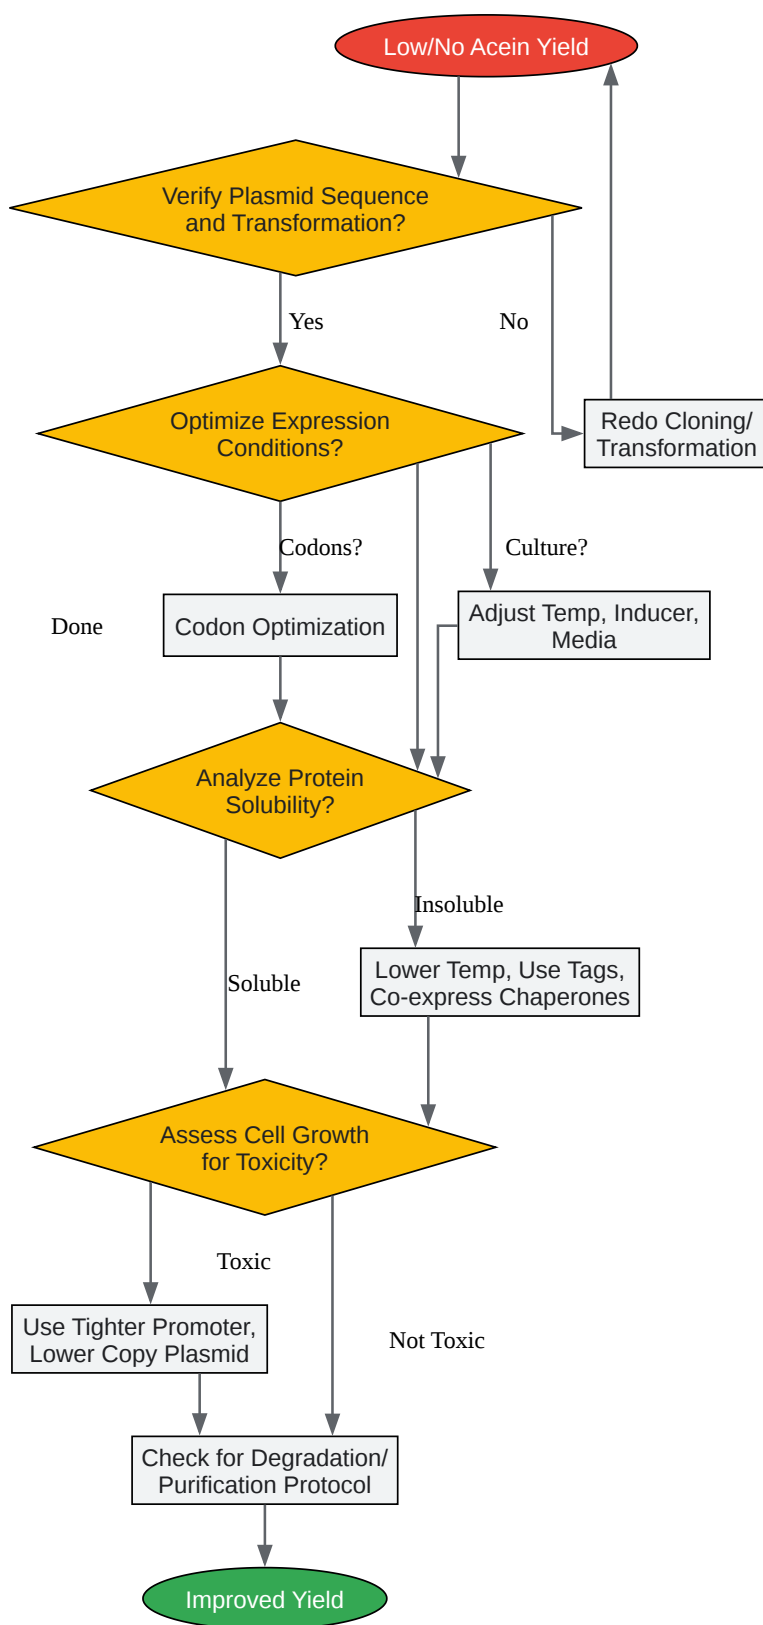 Low/No Acein Yield
Verify Plasmid Sequence
and Transformation?
Yes
No
Optimize Expression
Conditions?
Redo Cloning/
Transformation
Codons?
Culture?
Done
Codon Optimization
Adjust Temp, Inducer,
Media
Analyze Protein
Solubility?
Insoluble
Soluble
Lower Temp, Use Tags,
Co-express Chaperones
Assess Cell Growth
for Toxicity?
Toxic
Not Toxic
Use Tighter Promoter,
Lower Copy Plasmid
Check for Degradation/
Purification Protocol
Improved Yield